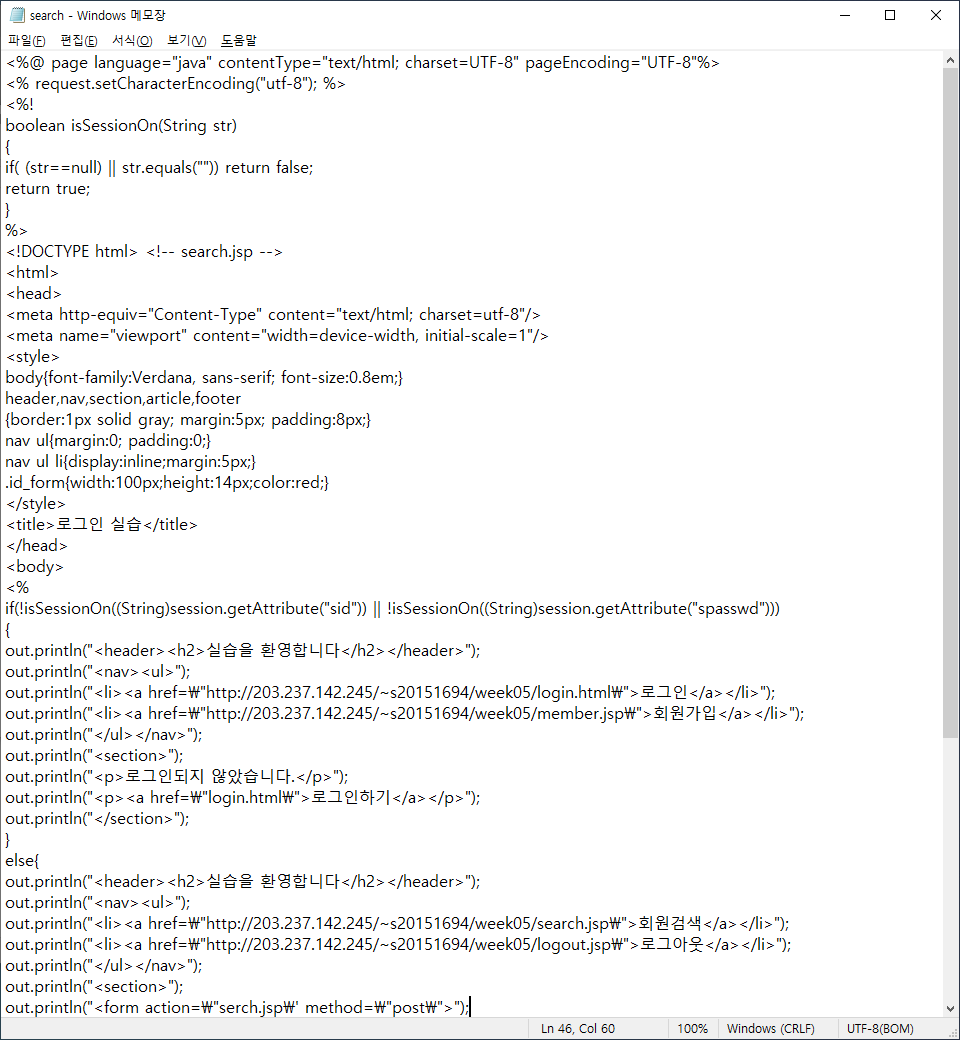 search - Windows 메모장
파일(F) 편집(E) 서식(O) 보기(V) 도움말
<%@ page language="java" contentType="text/html; charset=UTF-8" pageEncoding="UTF-8"%>
<% request.setCharacterEncoding("utf-8"); %>
<%!
boolean isSessionOn(String str)
{
if( (str==null) || str.equals("")) return false;
return true;
}
%>
<!DOCTYPE html> <!-- search.jsp -->
<html>
<head>
<meta http-equiv="Content-Type" content="text/html; charset=utf-8"/>
<meta name="viewport" content="width=device-width, initial-scale=1"/>
<style>
body{font-family:Verdana, sans-serif; font-size:0.8em;}
header,nav,section,article,footer
{border:1px solid gray; margin:5px; padding:8px;}
nav ul{margin:0; padding:0;}
nav ul li{display:inline;margin:5px;}
.id_form{width:100px;height:14px;color:red;}
</style>
<title>로그인 실습</title>
</head>
<body>
<%
if(!isSessionOn((String)session.getAttribute("sid")) || !isSessionOn((String)session.getAttribute("spasswd")))
{
out.println("<header><h2>실습을 환영합니다</h2></header>");
out.println("<nav><ul>");
out.println("<li><a href=₩"http://203.237.142.245/~s20151694/week05/login.html₩">로그인</a></li>");
out.println("<li><a href=₩"http://203.237.142.245/~s20151694/week05/member.jsp₩">회원가입</a></li>");
out.println("</ul></nav>");
out.println("<section>");
out.println("<p>로그인되지 않았습니다.</p>");
out.println("<p><a href=₩"login.html₩">로그인하기</a></p>");
out.println("</section>");
}
else{
out.println("<header><h2>실습을 환영합니다</h2></header>");
out.println("<nav><ul>");
out.println("<li><a href=₩"http://203.237.142.245/~s20151694/week05/search.jsp₩">회원검색</a></li>");
out.println("<li><a href=₩"http://203.237.142.245/~s20151694/week05/logout.jsp₩">로그아웃</a></li>");
out.println("</ul></nav>");
out.println("<section>");
out.println("<form action=₩"serch.jsp₩' method=₩"post₩">");
Ln 46, Col 60 100% Windows (CRLF) UTF-8(BOM)